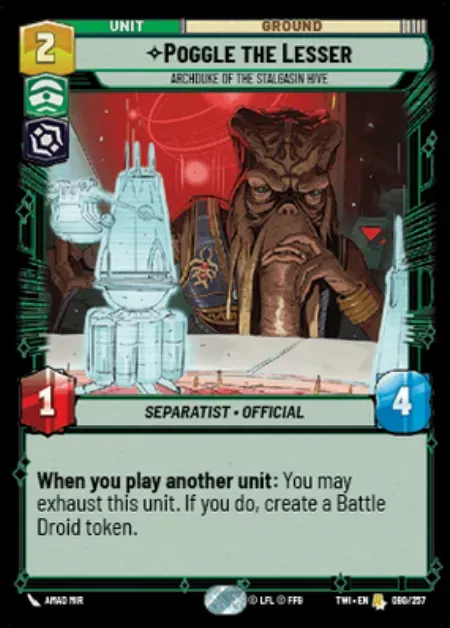 UNIT
GROUND
2
POGGLE THE LESSER
ARCHDUKE OF THE STALGASIN HIVE
1
SEPARATIST • OFFICIAL
4
When you play another unit: You may
exhaust this unit. If you do, create a Battle
Droid token.
AMAD MIR
© LFL © FFG
TWI • EN
080/257